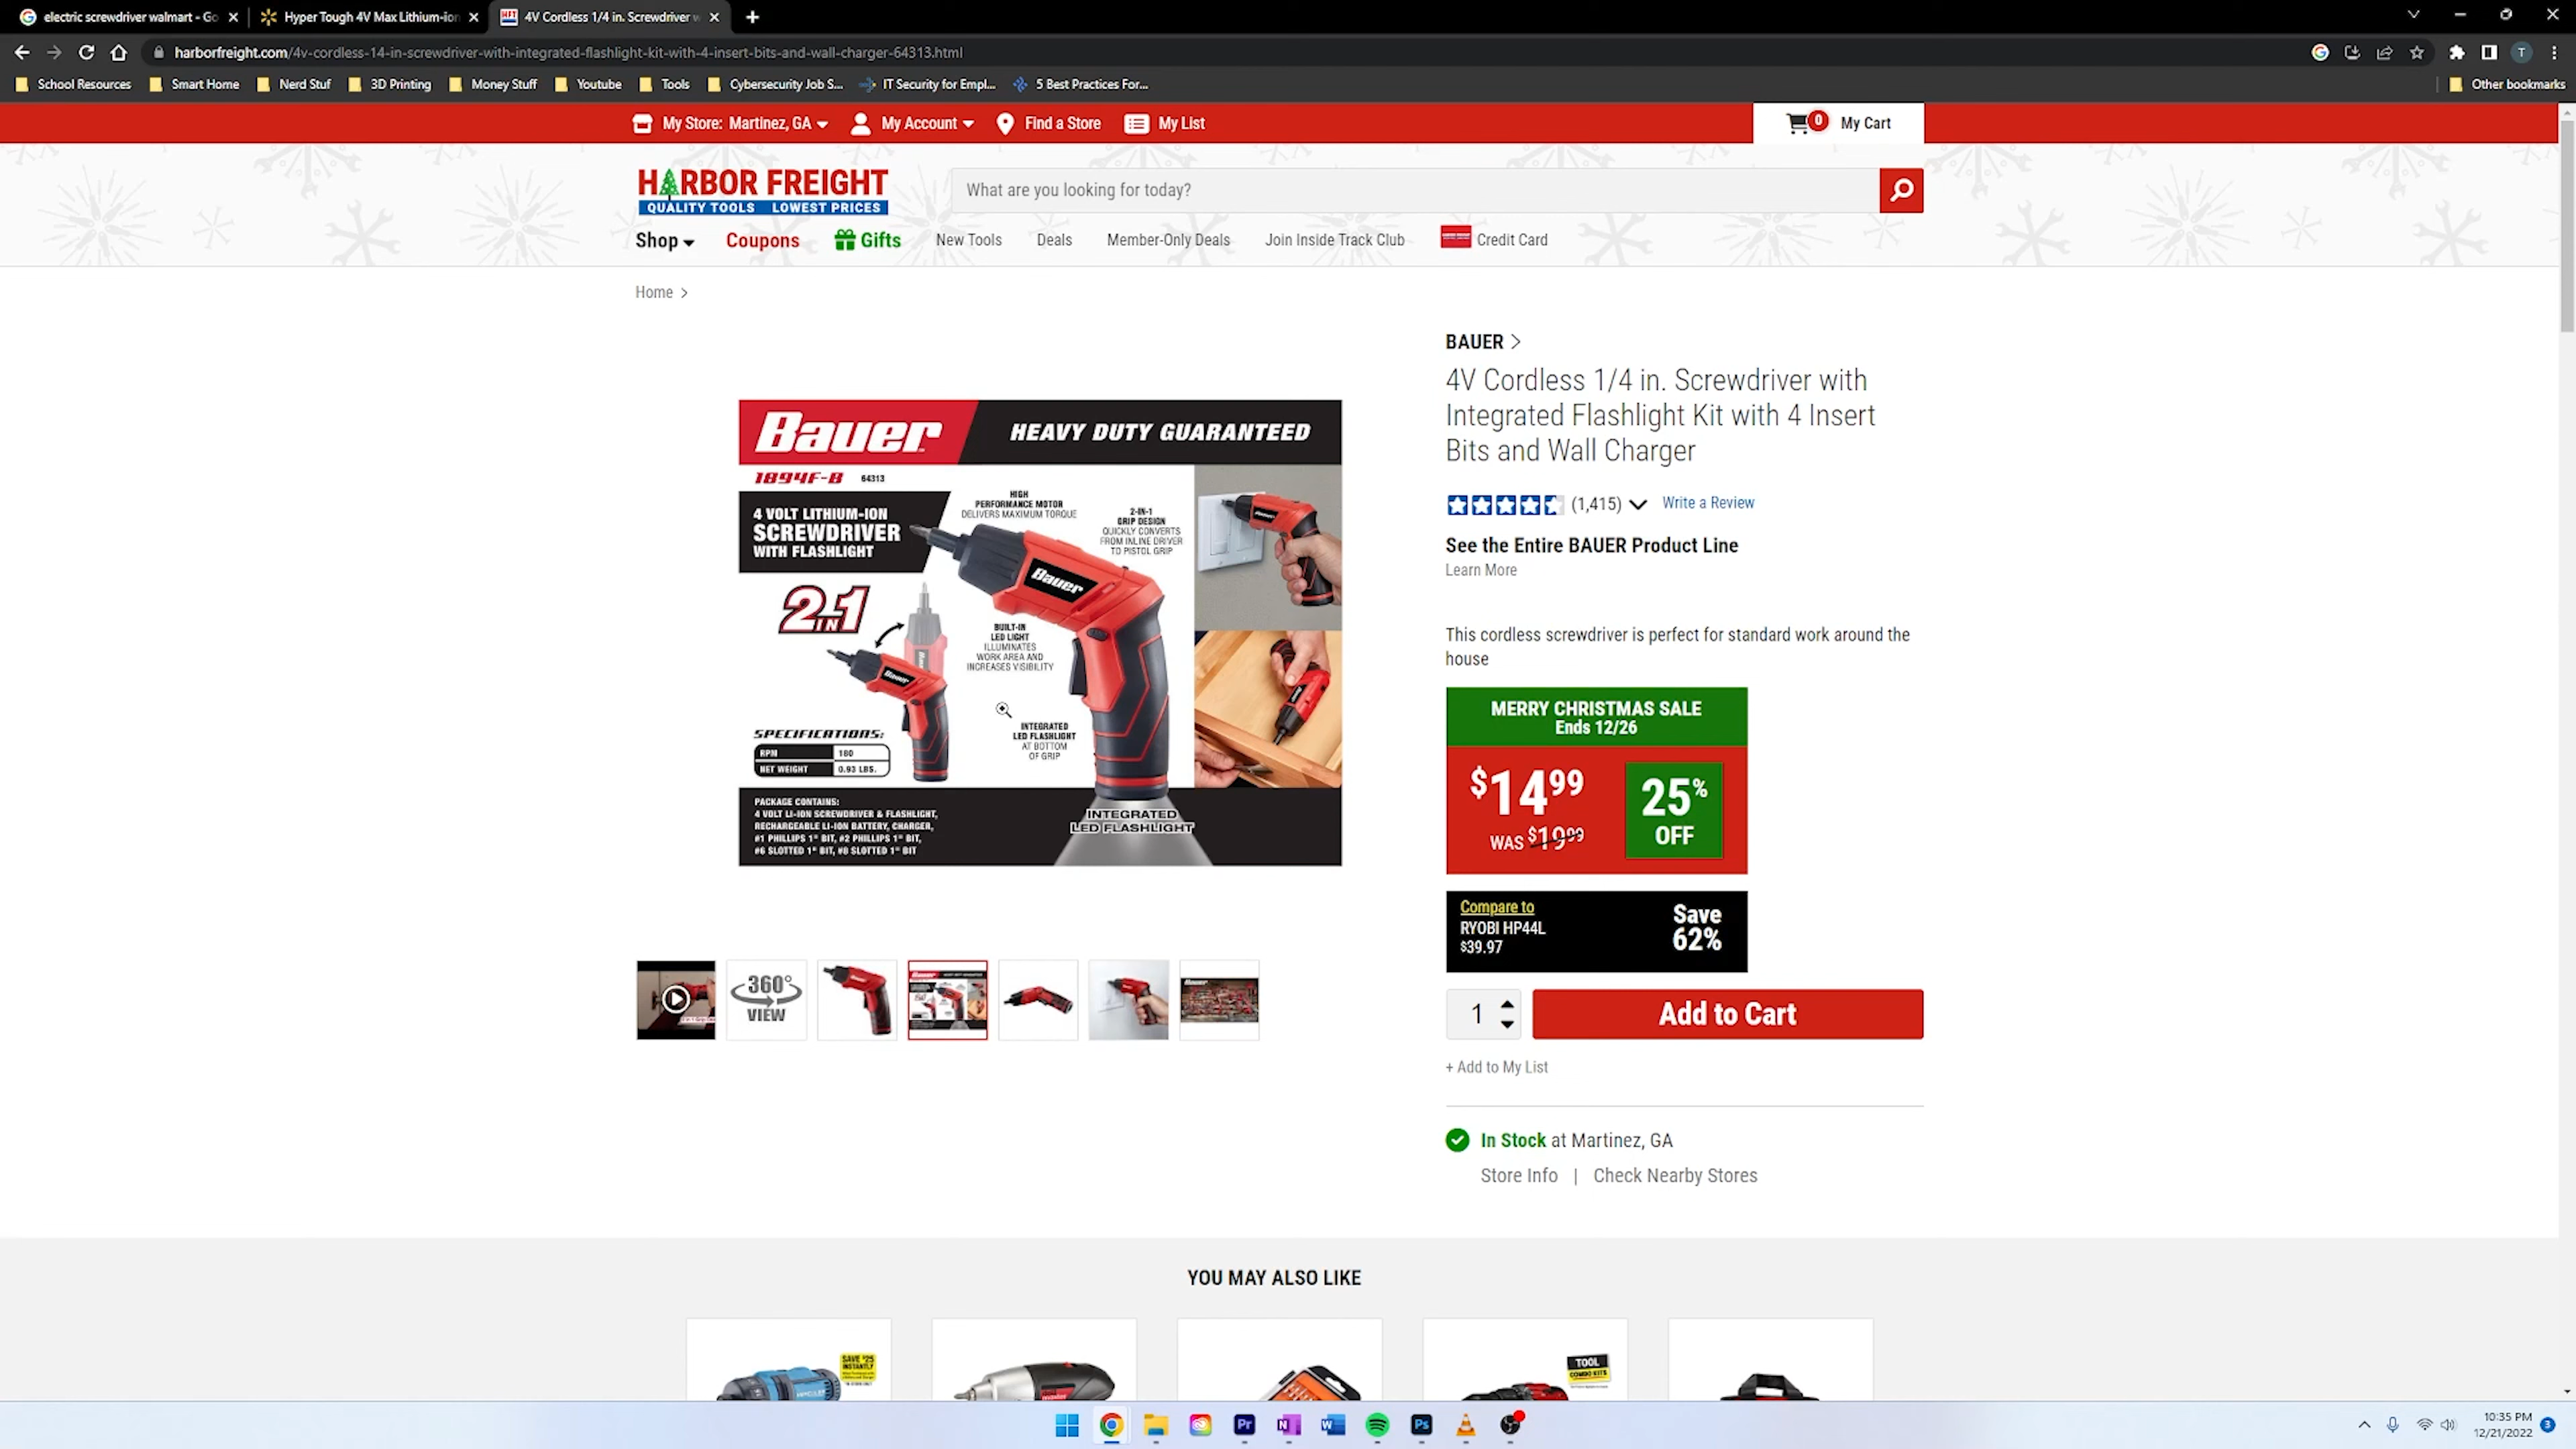 electric screwdriver walmart - Go
Hyper Tough 4V Max Lithium-ion
4V Cordless 1/4 in. Screwdriver w
harborfreight.com/4v-cordless-14-in-screwdriver-with-integrated-flashlight-kit-with-4-insert-bits-and-wall-charger-64313.html
T
School Resources
Smart Home
Nerd Stuf
3D Printing
Money Stuff
Youtube
Tools
Cybersecurity Job S...
IT Security for Empl...
5 Best Practices For...
Other bookmarks
My Store: Martinez, GA
My Account
Find a Store
My List
0 My Cart
HARBOR FREIGHT
QUALITY TOOLS LOWEST PRICES
What are you looking for today?
Shop
Coupons
Gifts
New Tools
Deals
Member-Only Deals
Join Inside Track Club
Credit Card
Home >
BAUER >
4V Cordless 1/4 in. Screwdriver with
Integrated Flashlight Kit with 4 Insert
Bits and Wall Charger
(1,415)
Write a Review
See the Entire BAUER Product Line
Learn More
This cordless screwdriver is perfect for standard work around the
house
MERRY CHRISTMAS SALE
Ends 12/26
$14.99
WAS $19.99
25% OFF
Compare to
RYOBI HP44L
$39.97
Save
62%
1
Add to Cart
+ Add to My List
In Stock at Martinez, GA
Store Info | Check Nearby Stores
Bauer
HEAVY DUTY GUARANTEED
1894F-B 64313
4 VOLT LITHIUM-ION
SCREWDRIVER
WITH FLASHLIGHT
HIGH
PERFORMANCE MOTOR
DELIVERS MAXIMUM TORQUE
2-IN-1
GRIP DESIGN
QUICKLY CONVERTS
FROM INLINE DRIVER
TO PISTOL GRIP
Bauer
2 IN 1
Bauer
BUILT-IN
LED LIGHT
ILLUMINATES
WORK AREA AND
INCREASES VISIBILITY
INTEGRATED
LED FLASHLIGHT
AT BOTTOM
OF GRIP
SPECIFICATIONS:
RPM 180
NET WEIGHT 0.93 LBS.
PACKAGE CONTAINS:
4 VOLT LI-ION SCREWDRIVER & FLASHLIGHT,
RECHARGEABLE LI-ION BATTERY, CHARGER,
#1 PHILLIPS 1" BIT, #2 PHILLIPS 1" BIT,
#6 SLOTTED 1" BIT, #8 SLOTTED 1" BIT
INTEGRATED
LED FLASHLIGHT
360°
VIEW
YOU MAY ALSO LIKE
SAVE $25
INSTANTLY
TOOL
COMBO KITS
10:35 PM
12/21/2022
3